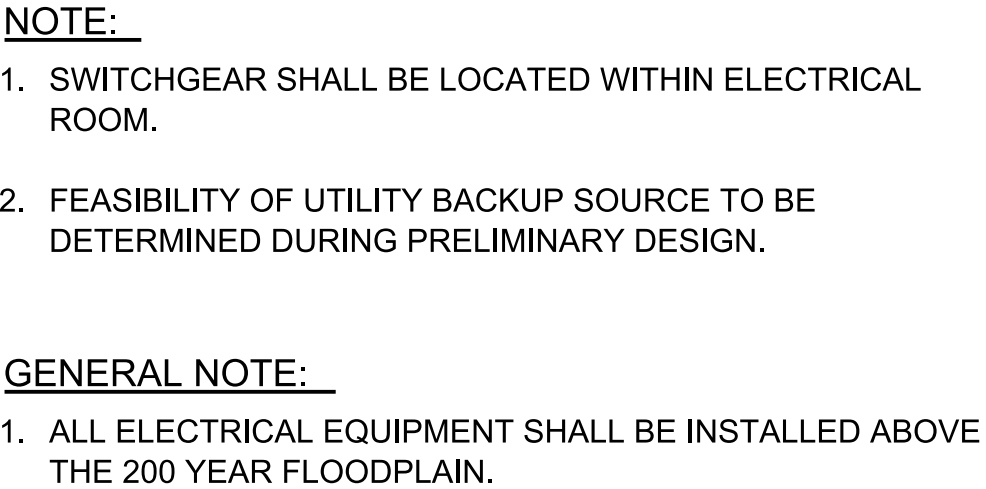 NOTE:
1. SWITCHGEAR SHALL BE LOCATED WITHIN ELECTRICAL
ROOM.
2. FEASIBILITY OF UTILITY BACKUP SOURCE TO BE
DETERMINED DURING PRELIMINARY DESIGN.
GENERAL NOTE:
1. ALL ELECTRICAL EQUIPMENT SHALL BE INSTALLED ABOVE
THE 200 YEAR FLOODPLAIN.